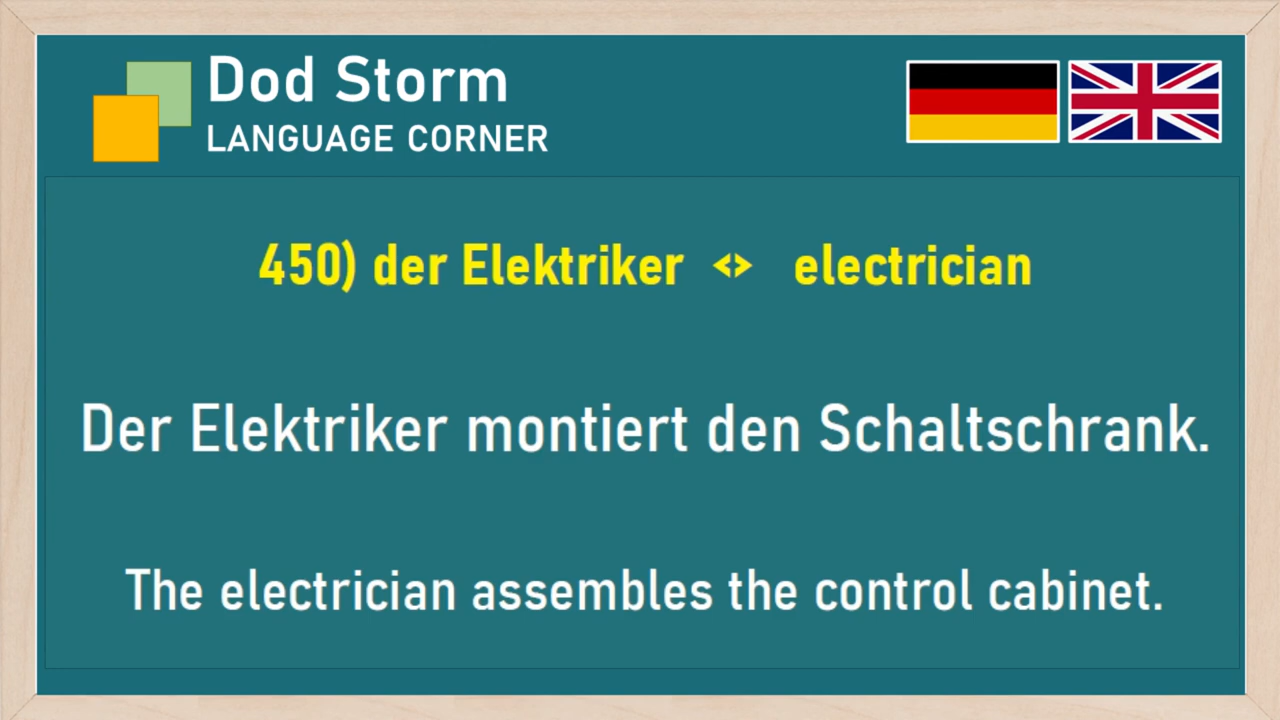 Dod Storm
LANGUAGE CORNER
450) der Elektriker <> electrician
Der Elektriker montiert den Schaltschrank.
The electrician assembles the control cabinet.